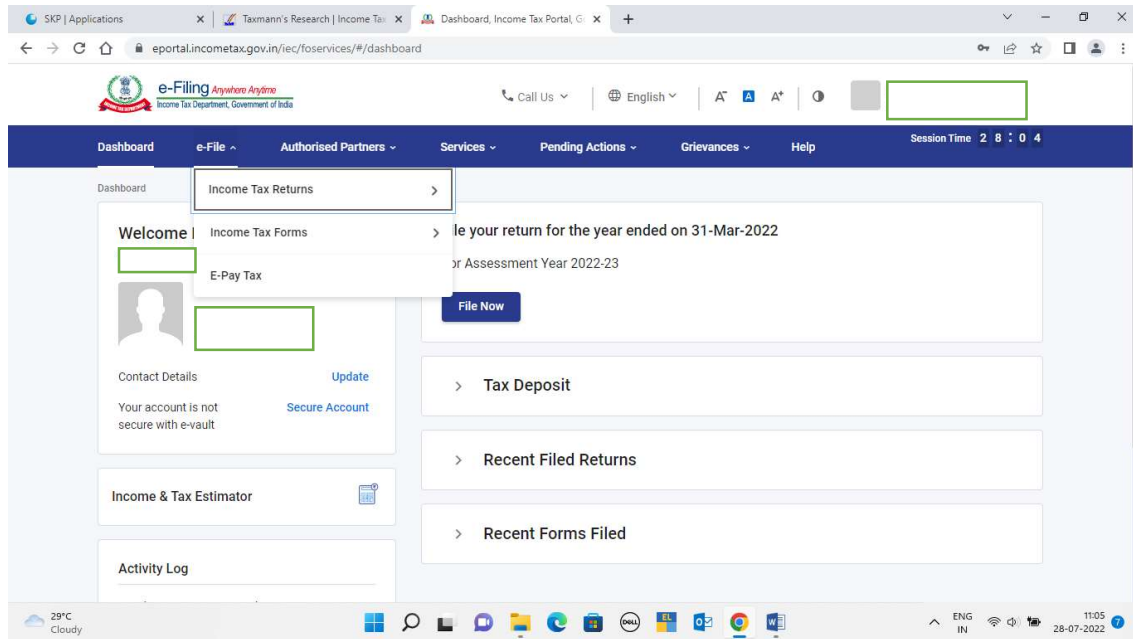 SKP | Applications
Taxmann's Research | Income Tax
Dashboard, Income Tax Portal, G
eportal.incometax.gov.in/iec/foservices/#/dashboard
e-Filing Anywhere Anytime
Income Tax Department, Government of India
Call Us
English
A-
A
A+
Dashboard
e-File
Authorised Partners
Services
Pending Actions
Grievances
Help
Session Time 2 8 : 0 4
Dashboard
Income Tax Returns
Income Tax Forms
E-Pay Tax
Welcome
le your return for the year ended on 31-Mar-2022
or Assessment Year 2022-23
File Now
Contact Details
Update
Your account is not
secure with e-vault
Secure Account
Tax Deposit
Recent Filed Returns
Recent Forms Filed
Income & Tax Estimator
Activity Log
29°C
Cloudy
DELL
EL
ENG
IN
11:05
28-07-2022
7